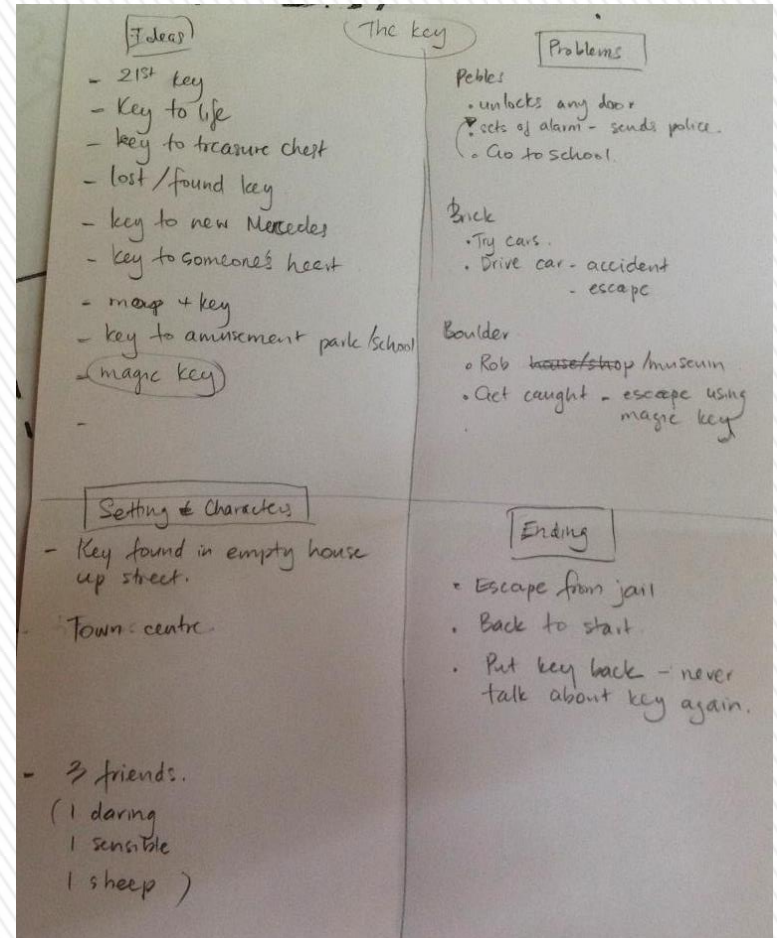 The key
Ideas
- 21st key
- Key to life
- key to treasure chest
- lost/found key
- key to new Mercedes
- key to someone's heart
- map + key
- key to amusement park/school
- magic key
-
Problems
Pebles
• unlocks any door
• sets of alarm - sends police.
• Go to school.
Brick
• Try cars.
• Drive car - accident
- escape
Boulder
• Rob house/shop/museum
• Get caught - escape using
magic key
Setting & Characters
- Key found in empty house
up street.
Town centre.
- 3 friends.
(1 daring
1 sensible
1 sheep)
Ending
• Escape from jail
• Back to start
• Put key back - never
talk about key again.